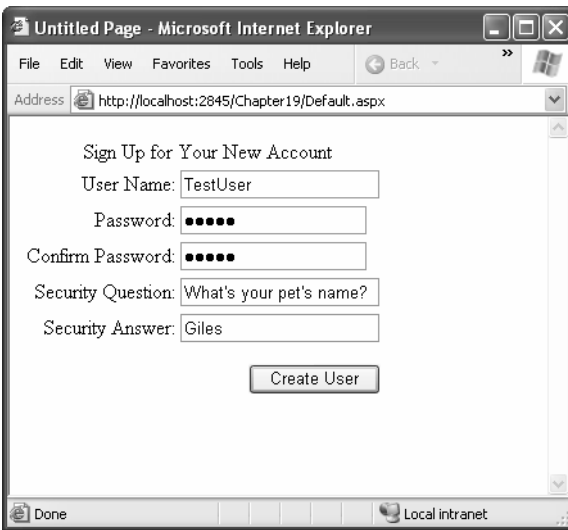 Untitled Page - Microsoft Internet Explorer
File Edit View Favorites Tools Help Back »
Address http://localhost:2845/Chapter19/Default.aspx
Sign Up for Your New Account
User Name: TestUser
Password: •••••
Confirm Password: •••••
Security Question: What's your pet's name?
Security Answer: Giles
Create User
Done Local intranet